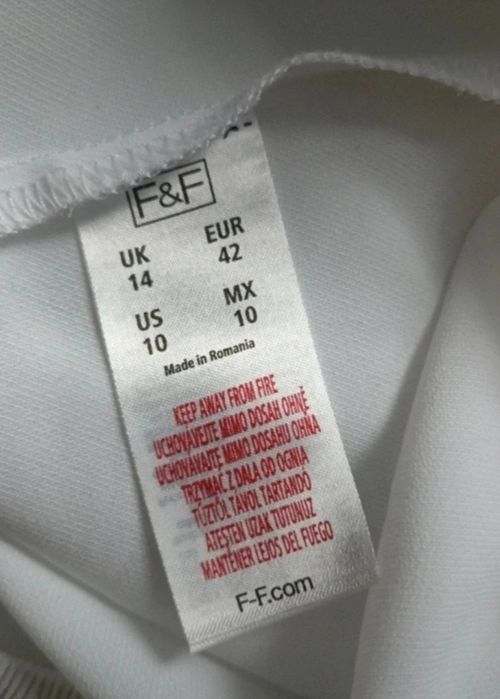 F&F
UK EUR
14 42
US MX
10 10
Made in Romania
KEEP AWAY FROM FIRE
UCHOVÁVEJTE MIMO DOSAH OHNĚ
UCHOVÁVAJTE MIMO DOSAHU OHŇA
TRZYMAĆ Z DALA OD OGNIA
TŰZTŐL TÁVOL TARTANDÓ
ATEŞTEN UZAK TUTUNUZ
MANTENER LEJOS DEL FUEGO
F-F.com